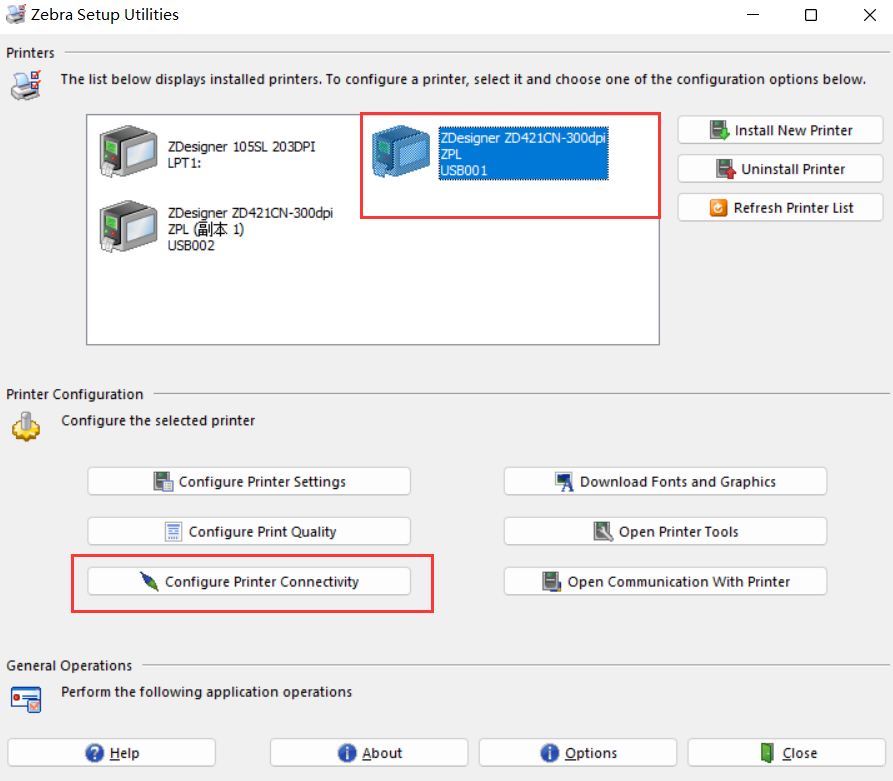 Zebra Setup Utilities
Printers
The list below displays installed printers. To configure a printer, select it and choose one of the configuration options below.
ZDesigner 105SL 203DPI
LPT1:
ZDesigner ZD421CN-300dpi
ZPL
USB001
ZDesigner ZD421CN-300dpi
ZPL (副本 1)
USB002
Install New Printer
Uninstall Printer
Refresh Printer List
Printer Configuration
Configure the selected printer
Configure Printer Settings
Download Fonts and Graphics
Configure Print Quality
Open Printer Tools
Configure Printer Connectivity
Open Communication With Printer
General Operations
Perform the following application operations
Help
About
Options
Close